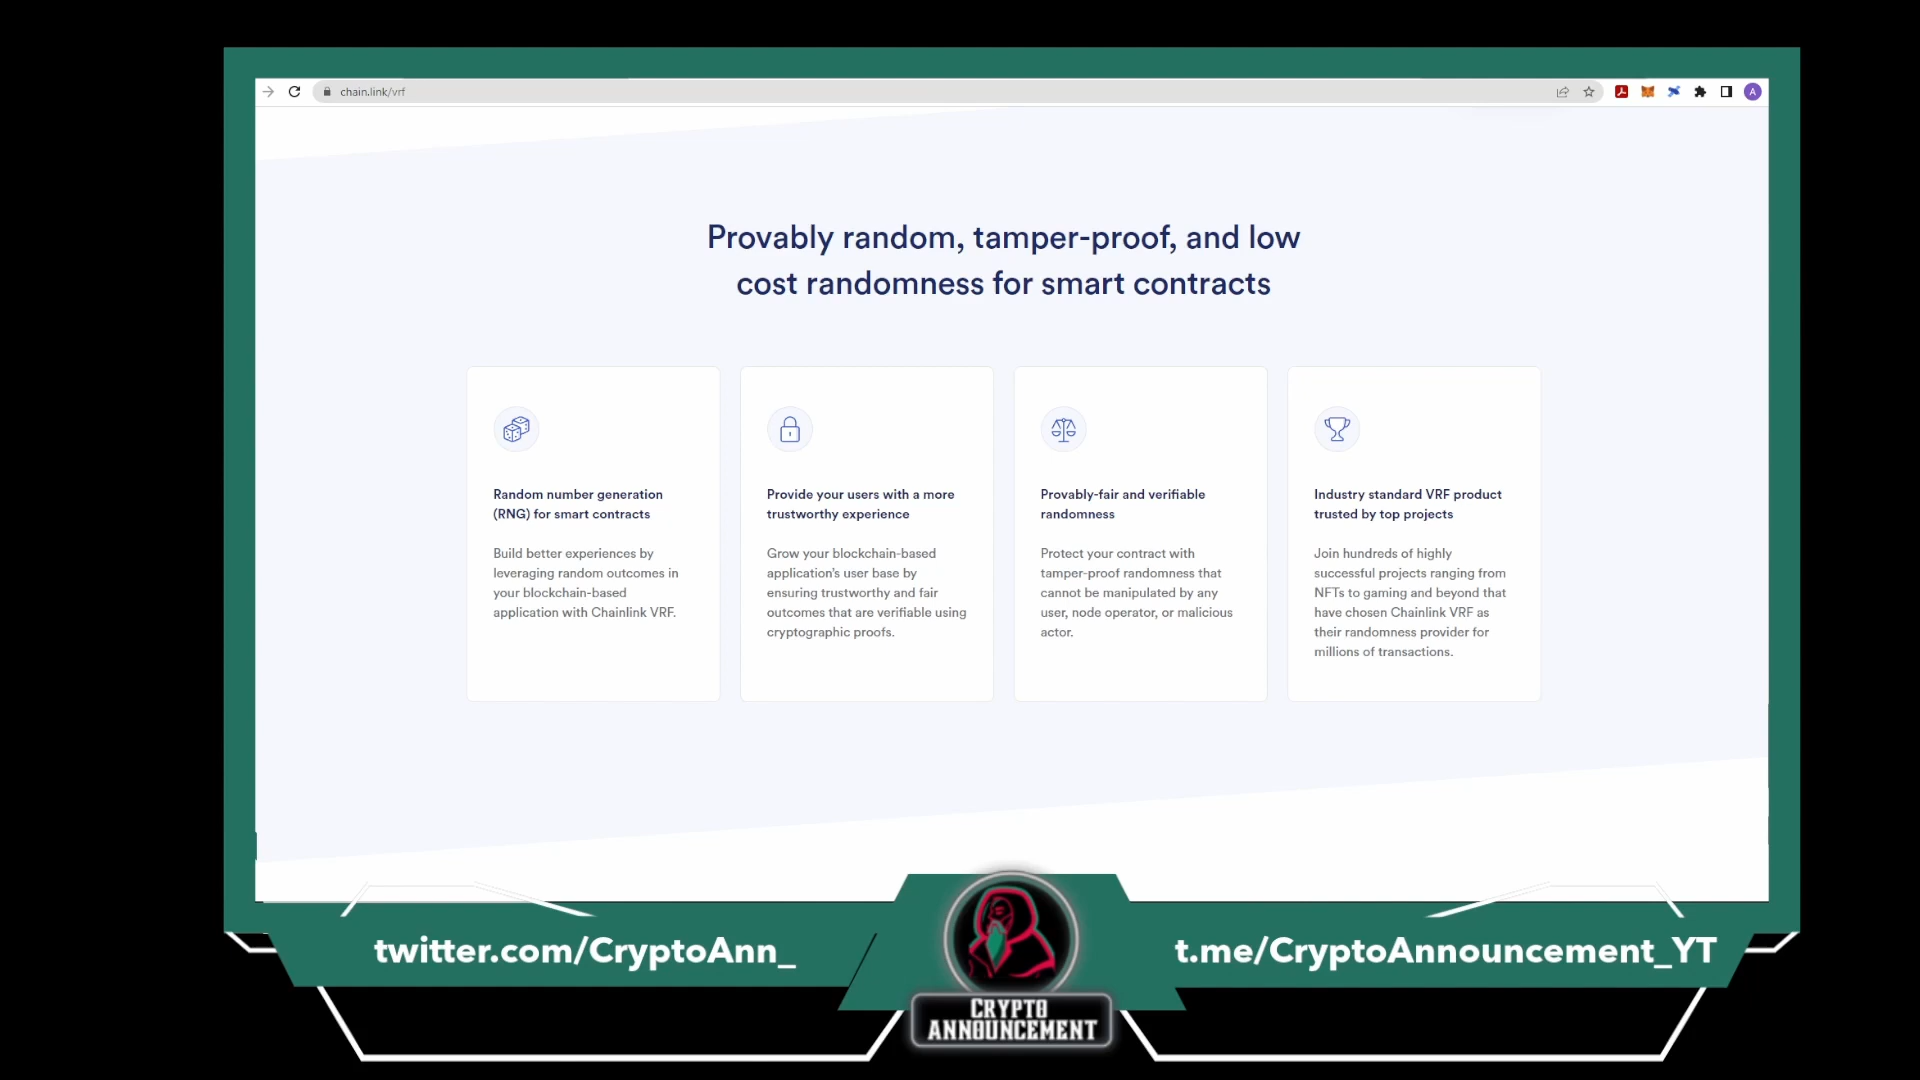 chain.link/vrf
A
Provably random, tamper-proof, and low
cost randomness for smart contracts
Random number generation
(RNG) for smart contracts
Build better experiences by
leveraging random outcomes in
your blockchain-based
application with Chainlink VRF.
Provide your users with a more
trustworthy experience
Grow your blockchain-based
application's user base by
ensuring trustworthy and fair
outcomes that are verifiable using
cryptographic proofs.
Provably-fair and verifiable
randomness
Protect your contract with
tamper-proof randomness that
cannot be manipulated by any
user, node operator, or malicious
actor.
Industry standard VRF product
trusted by top projects
Join hundreds of highly
successful projects ranging from
NFTs to gaming and beyond that
have chosen Chainlink VRF as
their randomness provider for
millions of transactions.
twitter.com/CryptoAnn_
t.me/CryptoAnnouncement_YT
CRYPTO
ANNOUNCEMENT